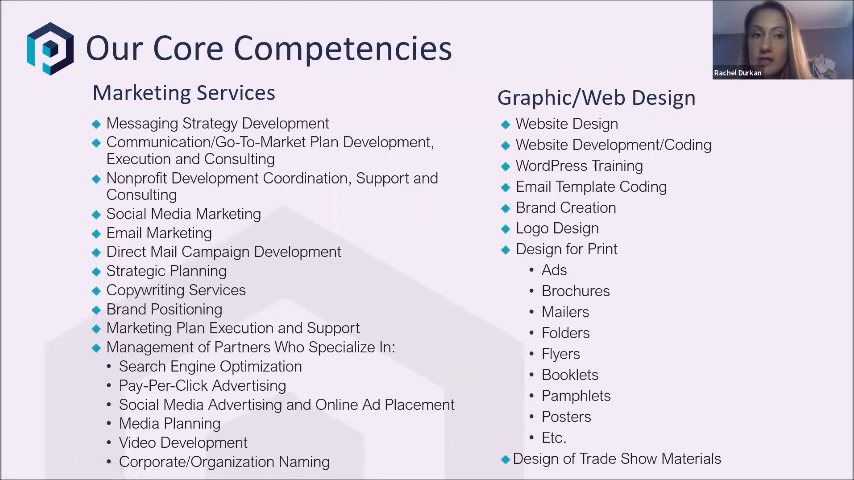 Our Core Competencies
Rachel Durkan
Marketing Services
Messaging Strategy Development
Communication/Go-To-Market Plan Development,
Execution and Consulting
Nonprofit Development Coordination, Support and
Consulting
Social Media Marketing
Email Marketing
Direct Mail Campaign Development
Strategic Planning
Copywriting Services
Brand Positioning
Marketing Plan Execution and Support
Management of Partners Who Specialize In:
Search Engine Optimization
Pay-Per-Click Advertising
Social Media Advertising and Online Ad Placement
Media Planning
Video Development
Corporate/Organization Naming
Graphic/Web Design
Website Design
Website Development/Coding
WordPress Training
Email Template Coding
Brand Creation
Logo Design
Design for Print
Ads
Brochures
Mailers
Folders
Flyers
Booklets
Pamphlets
Posters
Etc.
Design of Trade Show Materials